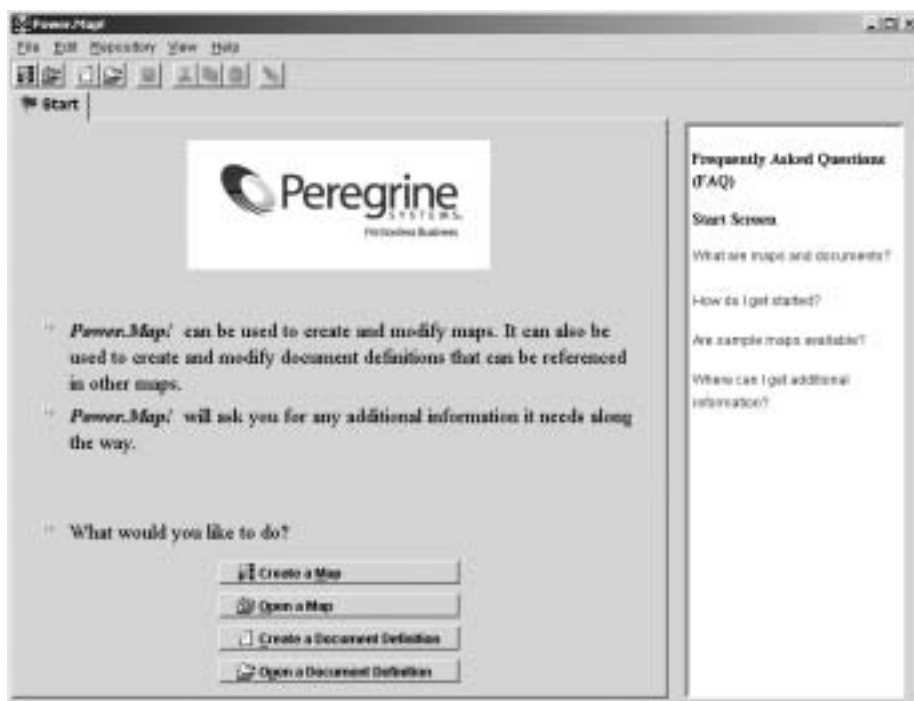 Power.Map!
File Edit Repository View Help
Start
Peregrine
SYSTEMS
Frictionless Business
Power.Map! can be used to create and modify maps. It can also be
used to create and modify document definitions that can be referenced
in other maps.
Power.Map! will ask you for any additional information it needs along
the way.
What would you like to do?
Create a Map
Open a Map
Create a Document Definition
Open a Document Definition
Frequently Asked Questions
(FAQ)
Start Screen
What are maps and documents?
How do I get started?
Are sample maps available?
Where can I get additional
information?